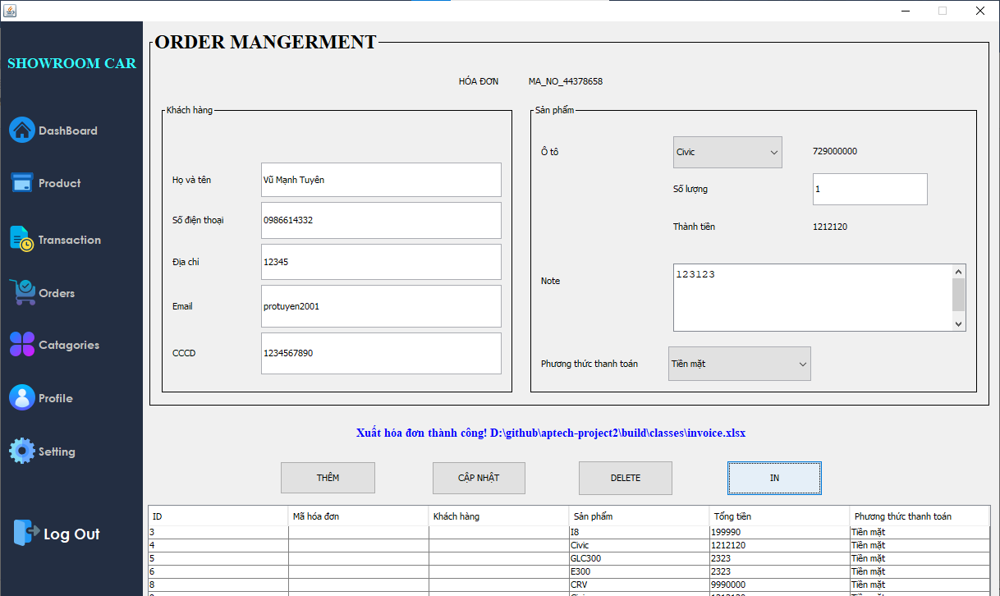 SHOWROOM CAR
DashBoard
Product
Transaction
Orders
Catagories
Profile
Setting
Log Out
ORDER MANGERMENT
HÓA ĐƠN MA_NO_44378658
Khách hàng
Họ và tên Vũ Mạnh Tuyên
Số điện thoại 0986614332
Địa chỉ 12345
Email protuyen2001
CCCD 1234567890
Sản phẩm
Ô tô Civic 729000000
Số lượng 1
Thành tiền 1212120
Note 123123
Phương thức thanh toán Tiền mặt
Xuất hóa đơn thành công! D:\github\aptech-project2\build\classes\invoice.xlsx
THÊM CẬP NHẬT DELETE IN
ID Mã hóa đơn Khách hàng Sản phẩm Tổng tiền Phương thức thanh toán
3 I8 199990 Tiền mặt
4 Civic 1212120 Tiền mặt
5 GLC300 2323 Tiền mặt
6 E300 2323 Tiền mặt
8 CRV 9990000 Tiền mặt